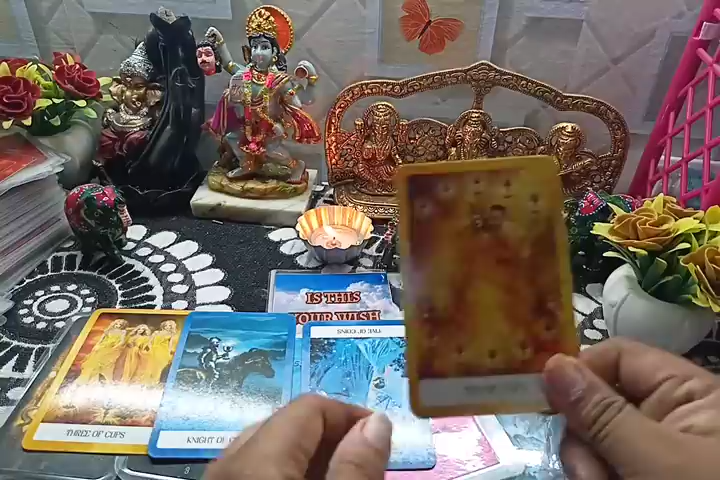 IS THIS
YOUR WISH
FIVE OF COINS
THREE OF CUPS
KNIGHT OF